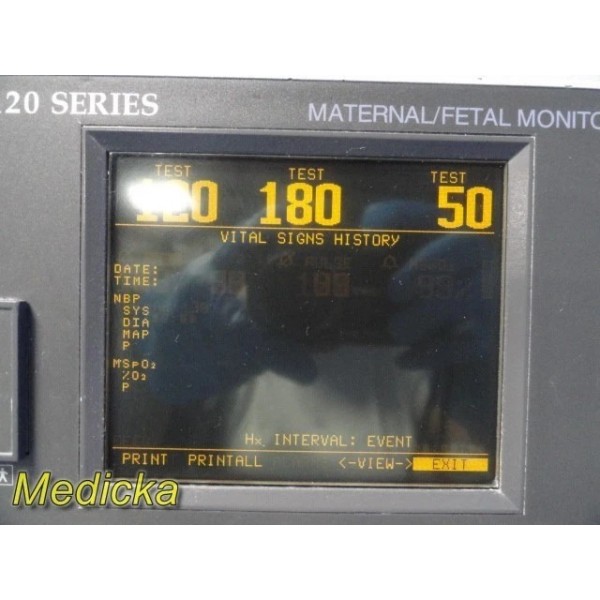 120 SERIES
MATERNAL/FETAL MONITO
TEST TEST TEST
120 180 50
VITAL SIGNS HISTORY
DATE:
TIME:
NBP
SYS
DIA
MAP
P
MSpO₂
%O₂
P
Hx INTERVAL: EVENT
PRINT PRINTALL <-VIEW-> EXIT
Medicka